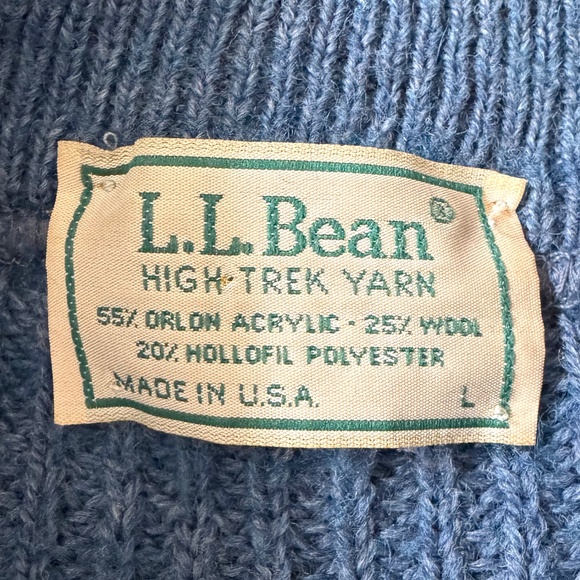 L.L.Bean®
HIGH-TREK YARN
55% ORLON ACRYLIC · 25% WOOL
20% HOLLOFIL POLYESTER
MADE IN U.S.A. L